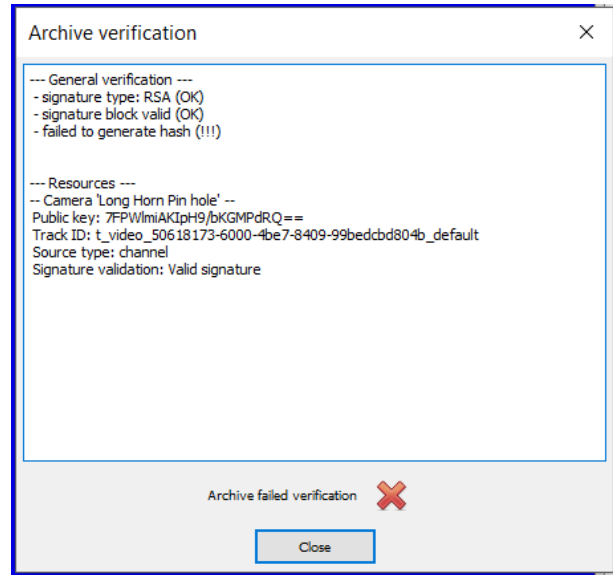 Archive verification
--- General verification ---
- signature type: RSA (OK)
- signature block valid (OK)
- failed to generate hash (!!!)
--- Resources ---
-- Camera 'Long Horn Pin hole' --
Public key: 7FPWlmiAKIpH9/bKGMPdRQ==
Track ID: t_video_50618173-6000-4be7-8409-99bedcbd804b_default
Source type: channel
Signature validation: Valid signature
Archive failed verification
Close